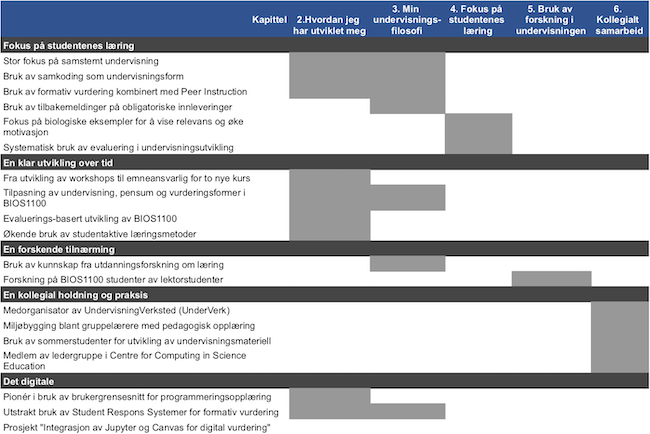 Kapittel 2.Hvordan jeg har utviklet meg 3. Min undervisnings-filosofi 4. Fokus på studentenes læring 5. Bruk av forskning i undervisningen 6. Kollegialt samarbeid
Fokus på studentenes læring
Stor fokus på samstemt undervisning
Bruk av samkoding som undervisningsform
Bruk av formativ vurdering kombinert med Peer Instruction
Bruk av tilbakemeldinger på obligatoriske innleveringer
Fokus på biologiske eksempler for å vise relevans og øke
motivasjon
Systematisk bruk av evaluering i undervisningsutvikling
En klar utvikling over tid
Fra utvikling av workshops til emneansvarlig for to nye kurs
Tilpasning av undervisning, pensum og vurderingsformer i
BIOS1100
Evaluerings-basert utvikling av BIOS1100
Økende bruk av studentaktive læringsmetoder
En forskende tilnærming
Bruk av kunnskap fra utdanningsforskning om læring
Forskning på BIOS1100 studenter av lektorstudenter
En kollegial holdning og praksis
Medorganisator av UndervisningVerksted (UnderVerk)
Miljøbygging blant gruppelærere med pedagogisk opplæring
Bruk av sommerstudenter for utvikling av undervisningsmateriell
Medlem av ledergruppe i Centre for Computing in Science
Education
Det digitale
Pionér i bruk av brukergrensesnitt for programmeringsopplæring
Utstrakt bruk av Student Respons Systemer for formativ vurdering
Prosjekt "Integrasjon av Jupyter og Canvas for digital vurdering"